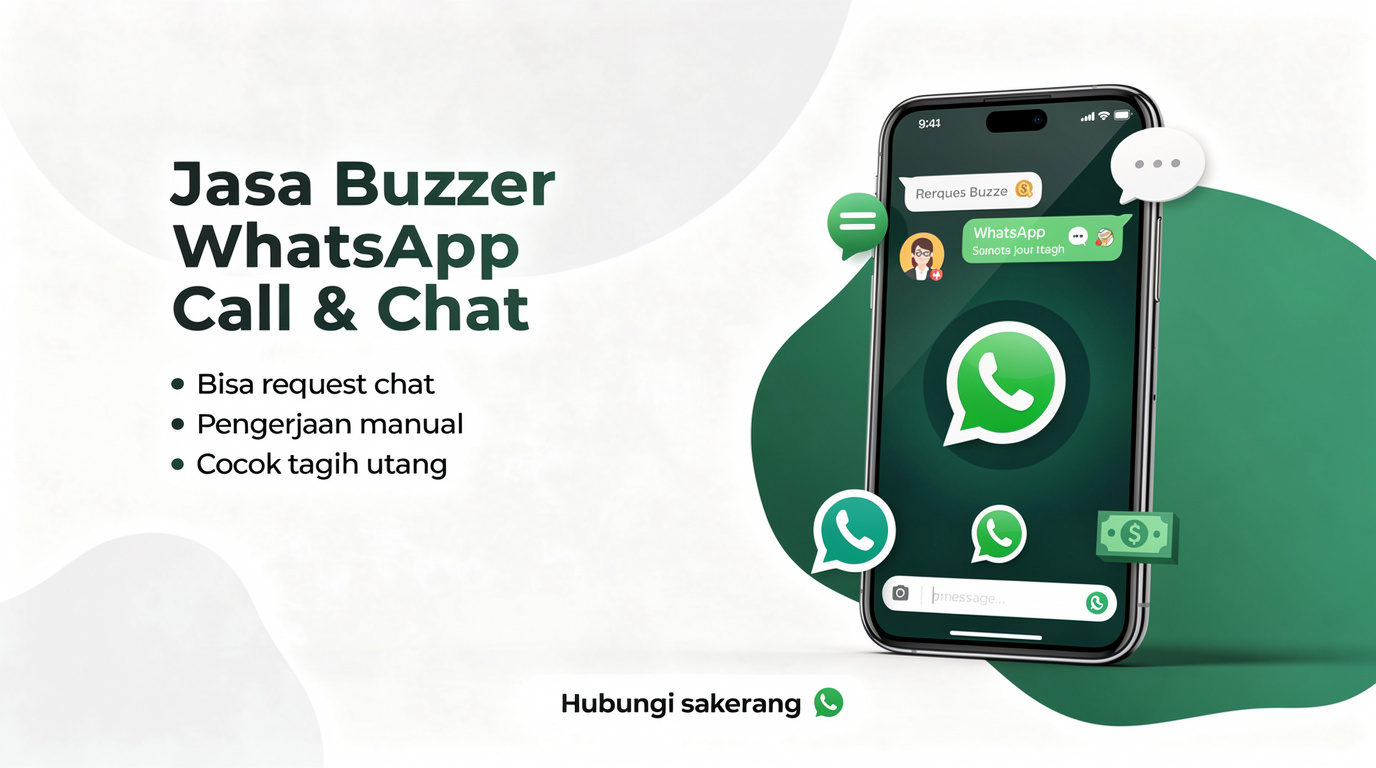 Jasa Buzzer
WhatsApp
Call & Chat
Bisa request chat
Pengerjaan manual
Cocok tagih utang
9:41
Rerques Buzze
WhatsApp
Hubungi sakerang